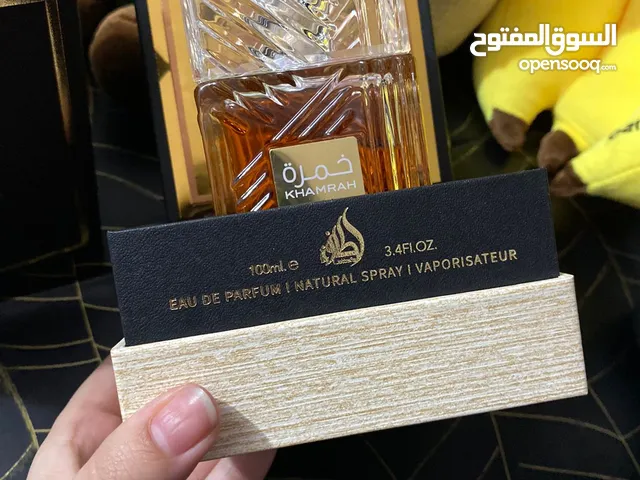 السوق المفتوح
opensooq.com
خمرة
KHAMRAH
100ml. e
3.4Fl.OZ.
EAU DE PARFUM I NATURAL SPRAY I VAPORISATEUR